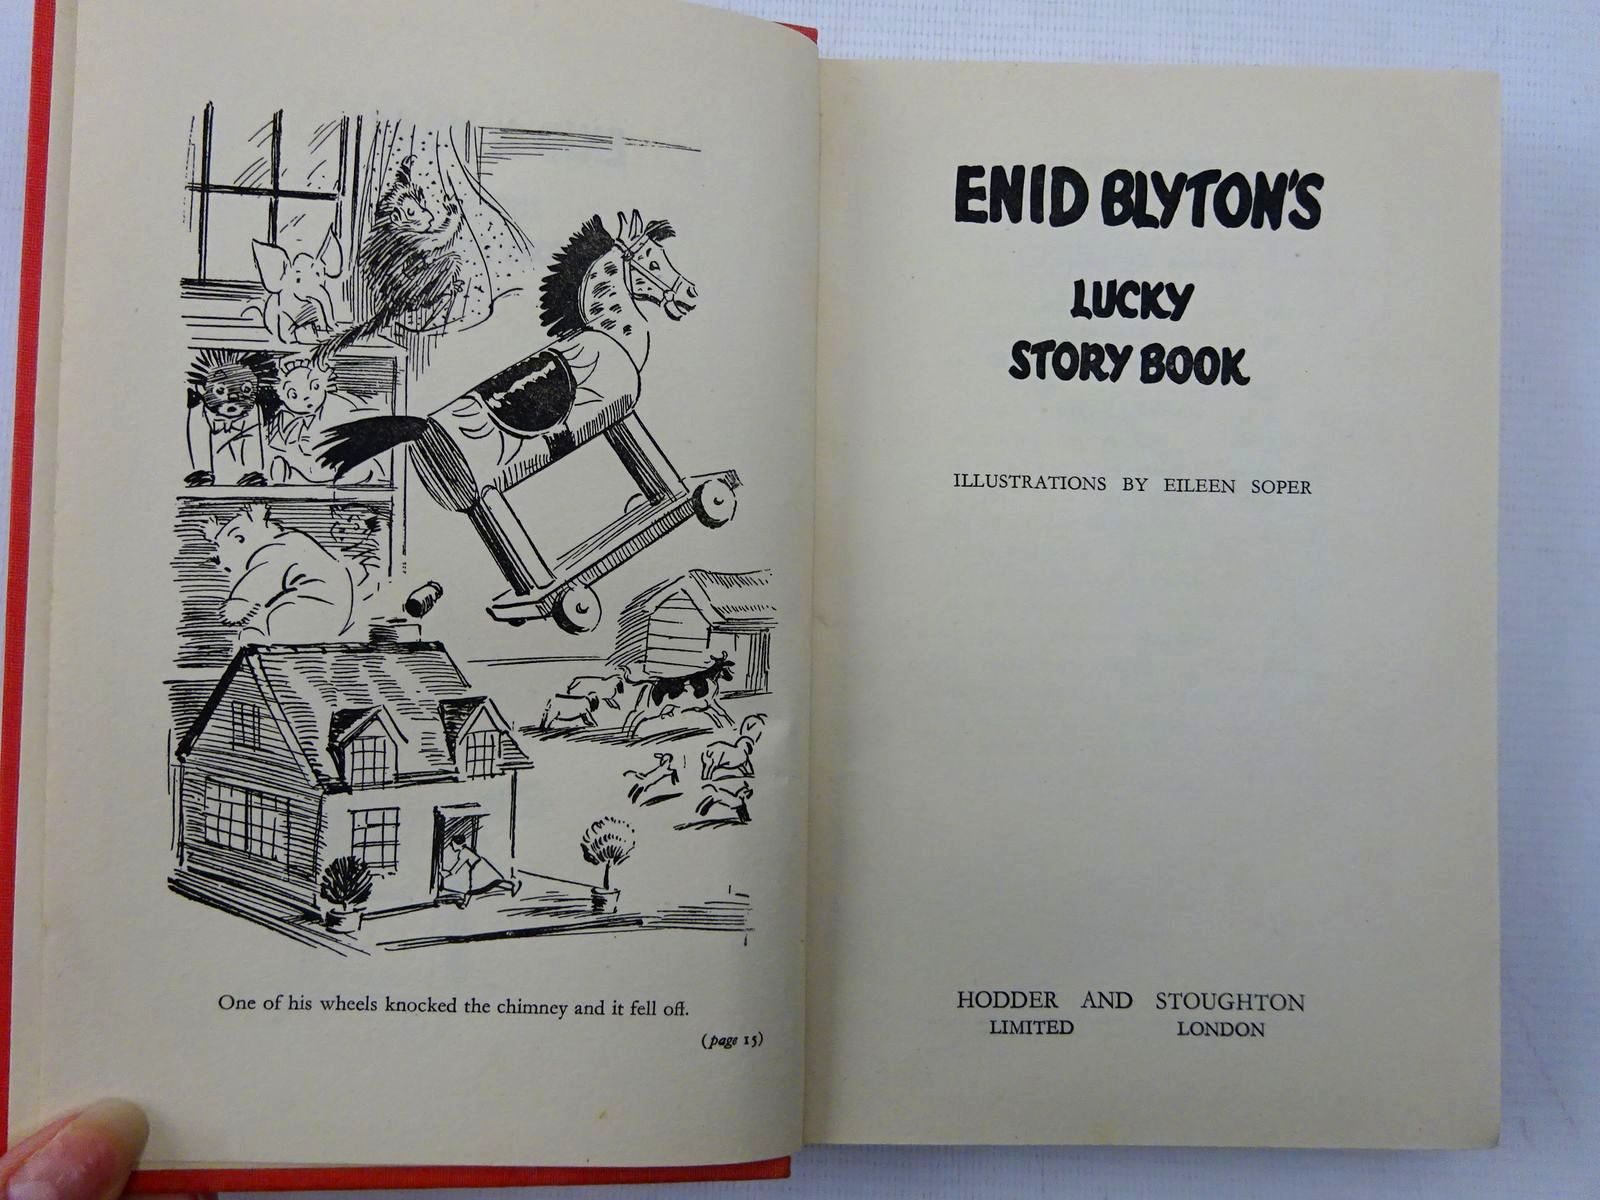 One of his wheels knocked the chimney and it fell off.
(page 15)
ENID BLYTON'S
LUCKY
STORY BOOK
ILLUSTRATIONS BY EILEEN SOPER
HODDER AND STOUGHTON
LIMITED LONDON